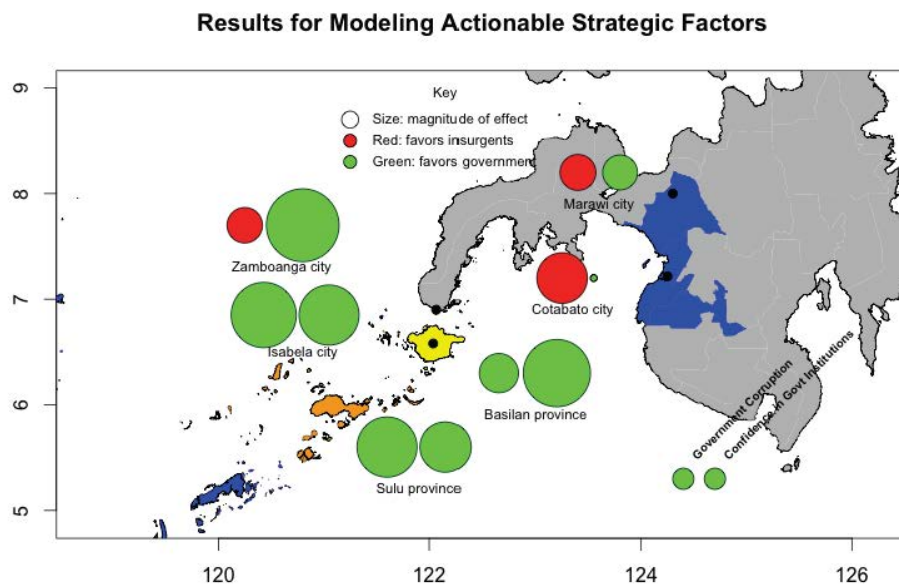 Results for Modeling Actionable Strategic Factors
Key
Size: magnitude of effect
Red: favors insurgents
Green: favors government
Marawi city
Zamboanga city
Cotabato city
Isabela city
Basilan province
Sulu province
Government Corruption
Confidence in Govt Institutions
9
8
7
6
5
120
122
124
126